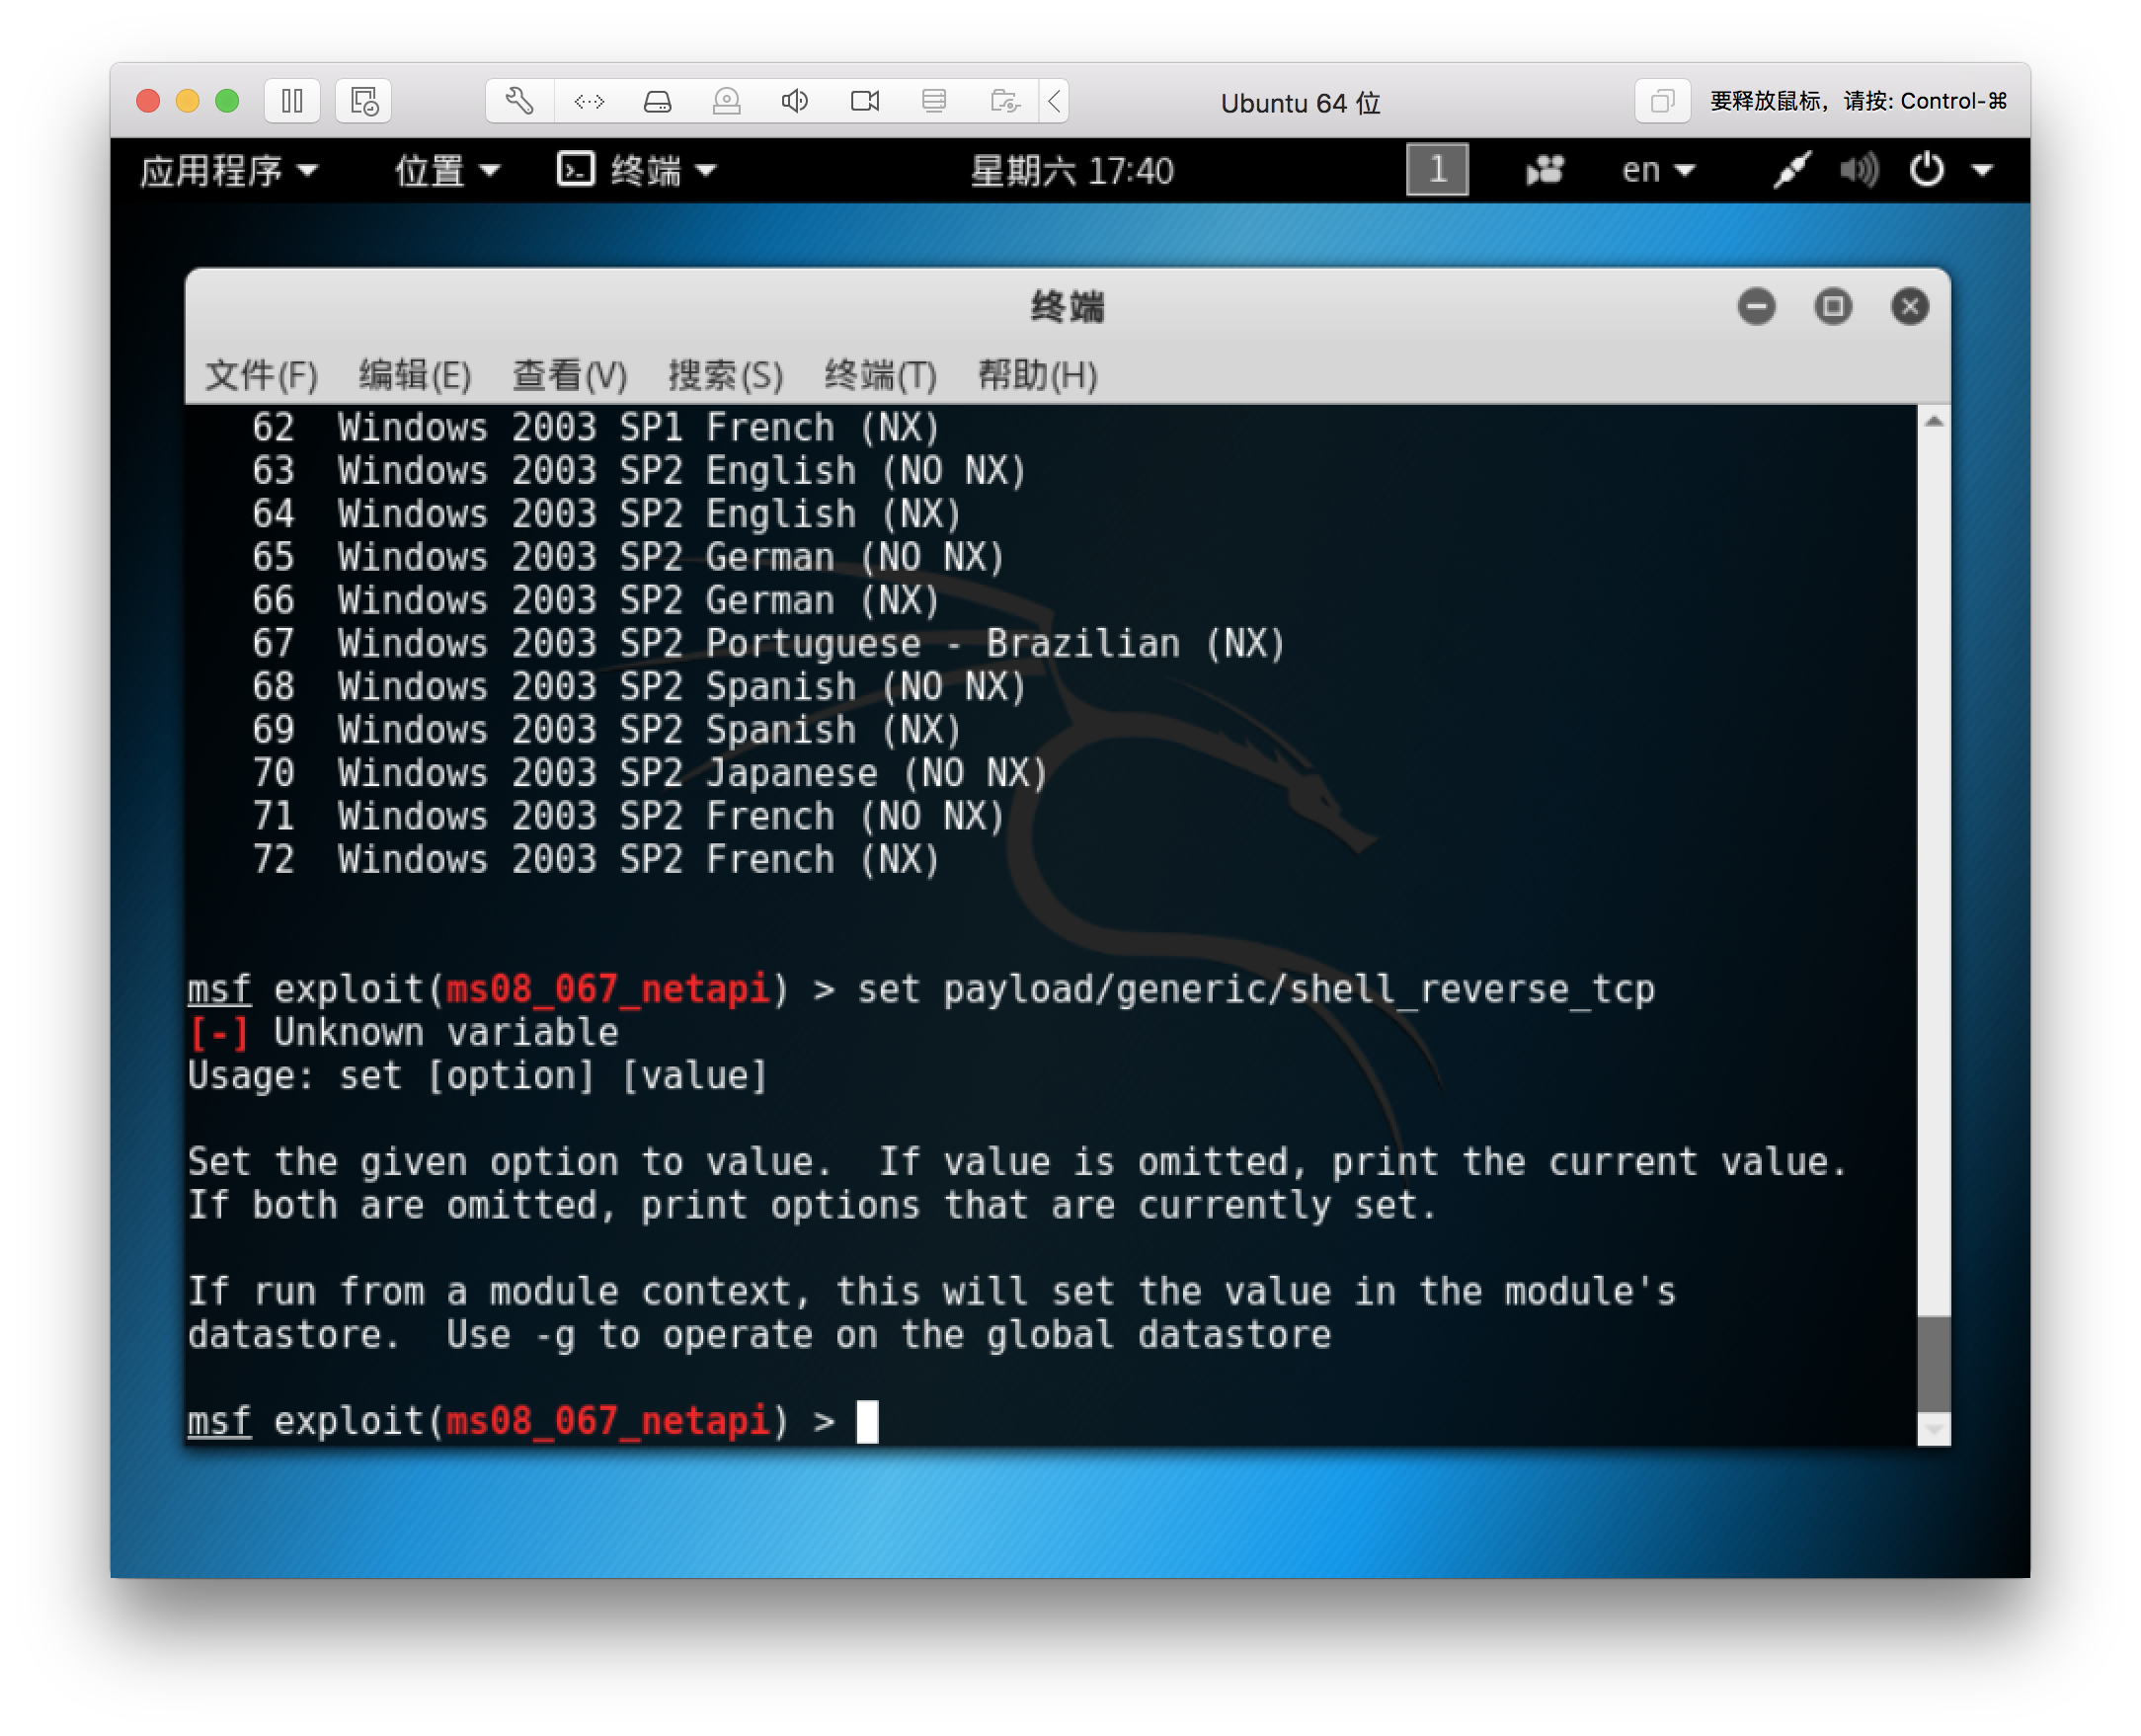 Ubuntu 64 位
要释放鼠标，请按: Control-⌘
应用程序 位置 终端 星期六 17:40 1 en
终端
文件(F) 编辑(E) 查看(V) 搜索(S) 终端(T) 帮助(H)
62 Windows 2003 SP1 French (NX)
63 Windows 2003 SP2 English (NO NX)
64 Windows 2003 SP2 English (NX)
65 Windows 2003 SP2 German (NO NX)
66 Windows 2003 SP2 German (NX)
67 Windows 2003 SP2 Portuguese - Brazilian (NX)
68 Windows 2003 SP2 Spanish (NO NX)
69 Windows 2003 SP2 Spanish (NX)
70 Windows 2003 SP2 Japanese (NO NX)
71 Windows 2003 SP2 French (NO NX)
72 Windows 2003 SP2 French (NX)
msf exploit(ms08_067_netapi) > set payload/generic/shell_reverse_tcp
[-] Unknown variable
Usage: set [option] [value]
Set the given option to value.  If value is omitted, print the current value.
If both are omitted, print options that are currently set.
If run from a module context, this will set the value in the module's
datastore.  Use -g to operate on the global datastore
msf exploit(ms08_067_netapi) >